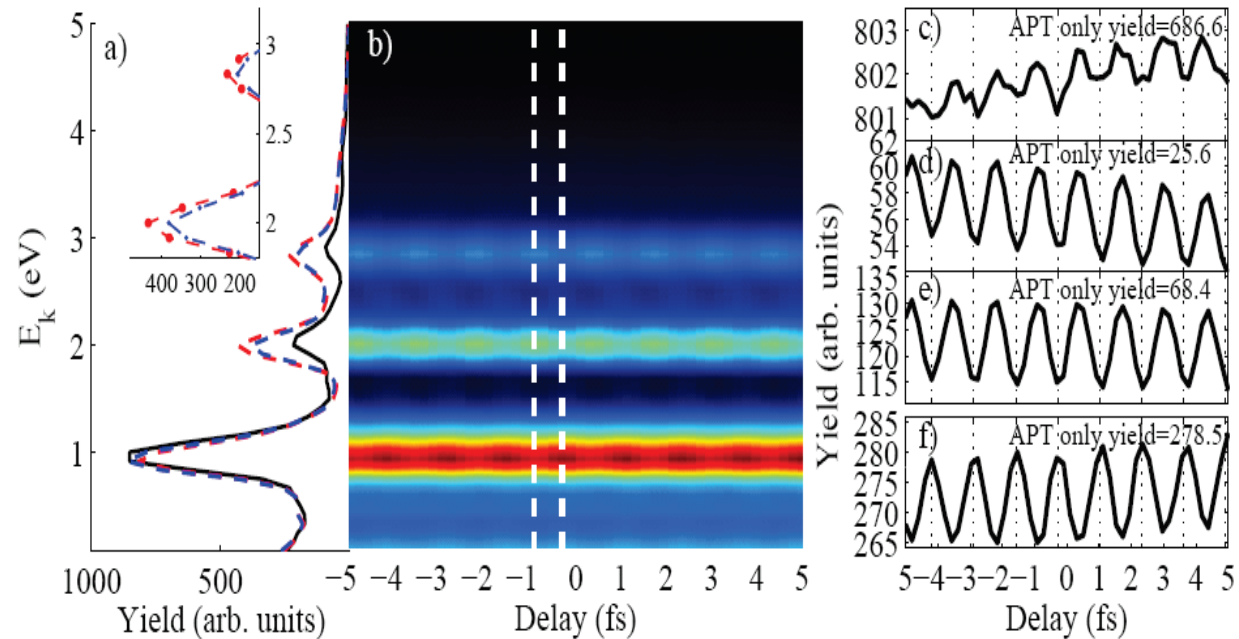 a)
5
4
3
2
1
E_k (eV)
1000
500
Yield (arb. units)
3
2.5
2
400 300 200
b)
−5 −4 −3 −2 −1 0 1 2 3 4 5
Delay (fs)
Yield (arb. units)
c)
APT only yield=686.6
803
802
801
d)
APT only yield=25.6
62
60
58
56
54
e)
APT only yield=68.4
135
130
125
120
115
f)
APT only yield=278.5
285
280
275
270
265
5 −4 −3 −2 −1 0 1 2 3 4 5
Delay (fs)